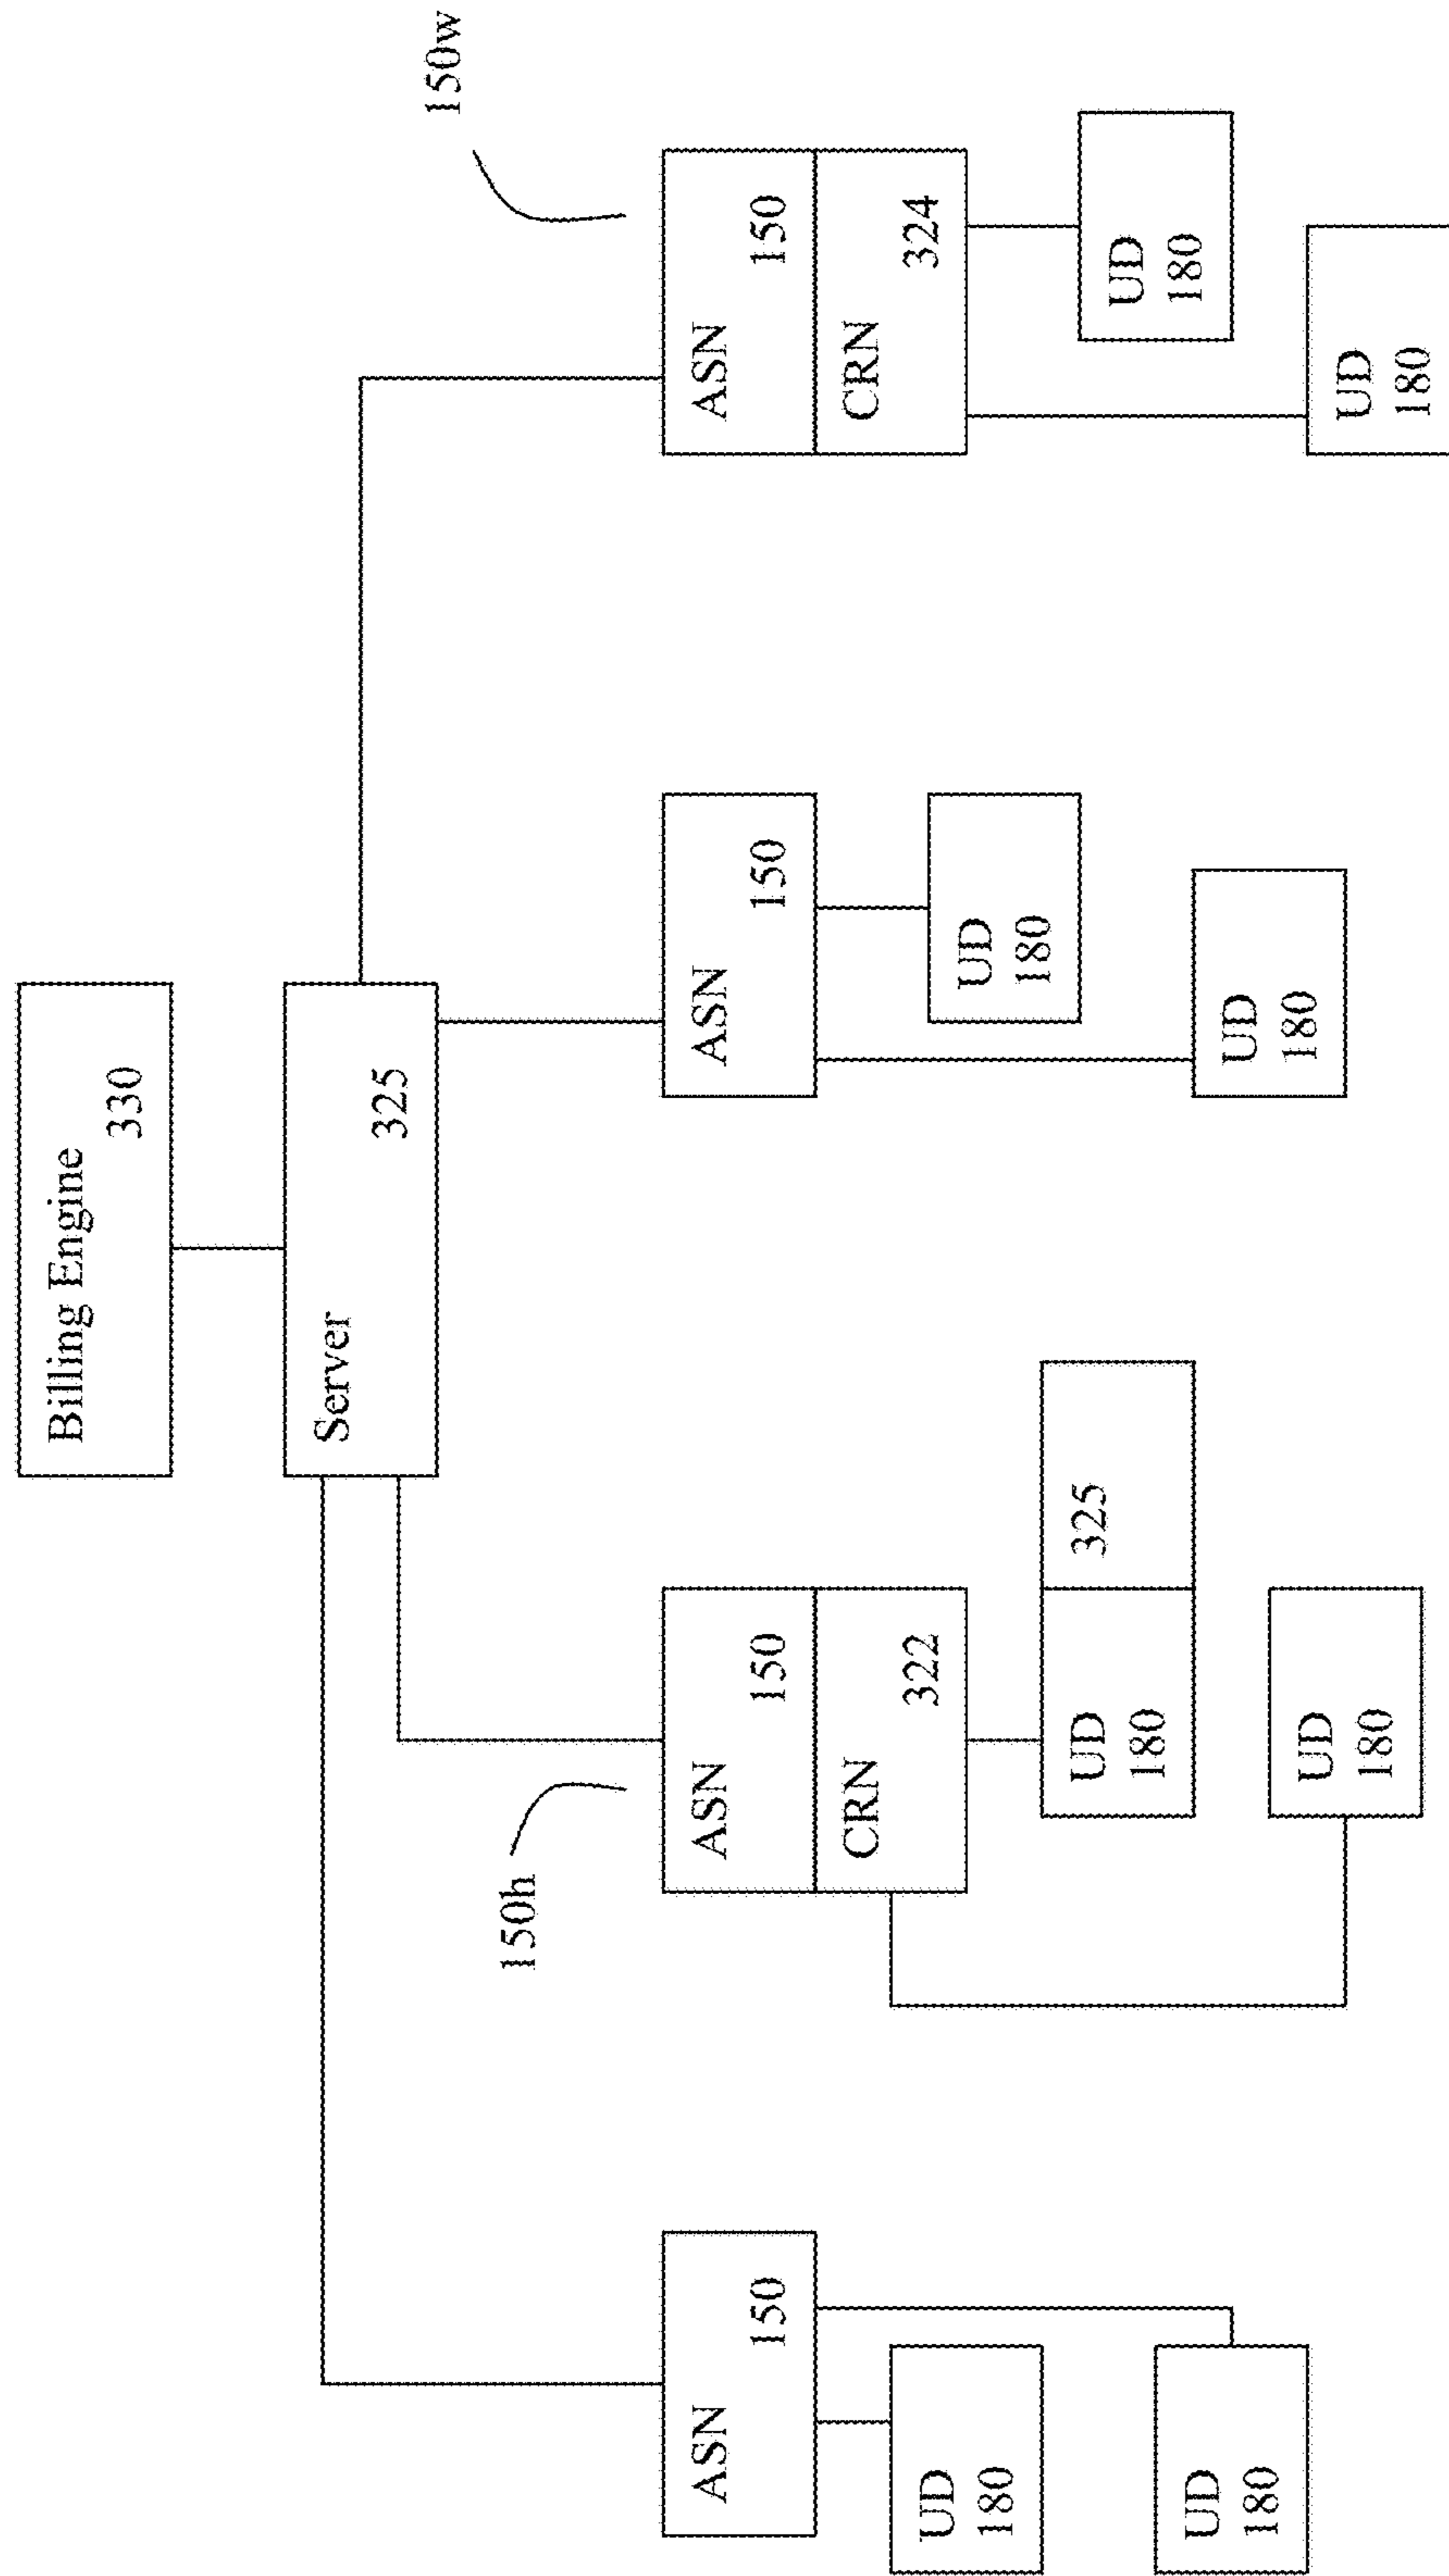 Billing Engine
330
Server
325
150h
150w
ASN
150
ASN
150
CRN
322
ASN
150
ASN
150
CRN
324
UD
180
UD
180
UD
180
325
UD
180
UD
180
UD
180
UD
180
UD
180